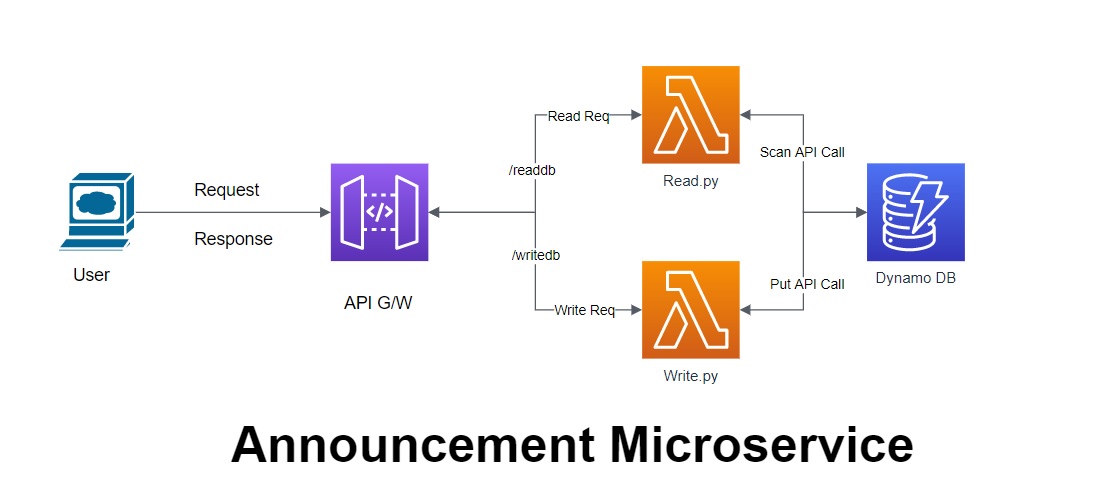 Read Req
Scan API Call
/readdb
Read.py
Request
</>
Response
/writedb
User
API G/W
Dynamo DB
Put API Call
Write Req
Write.py
Announcement Microservice